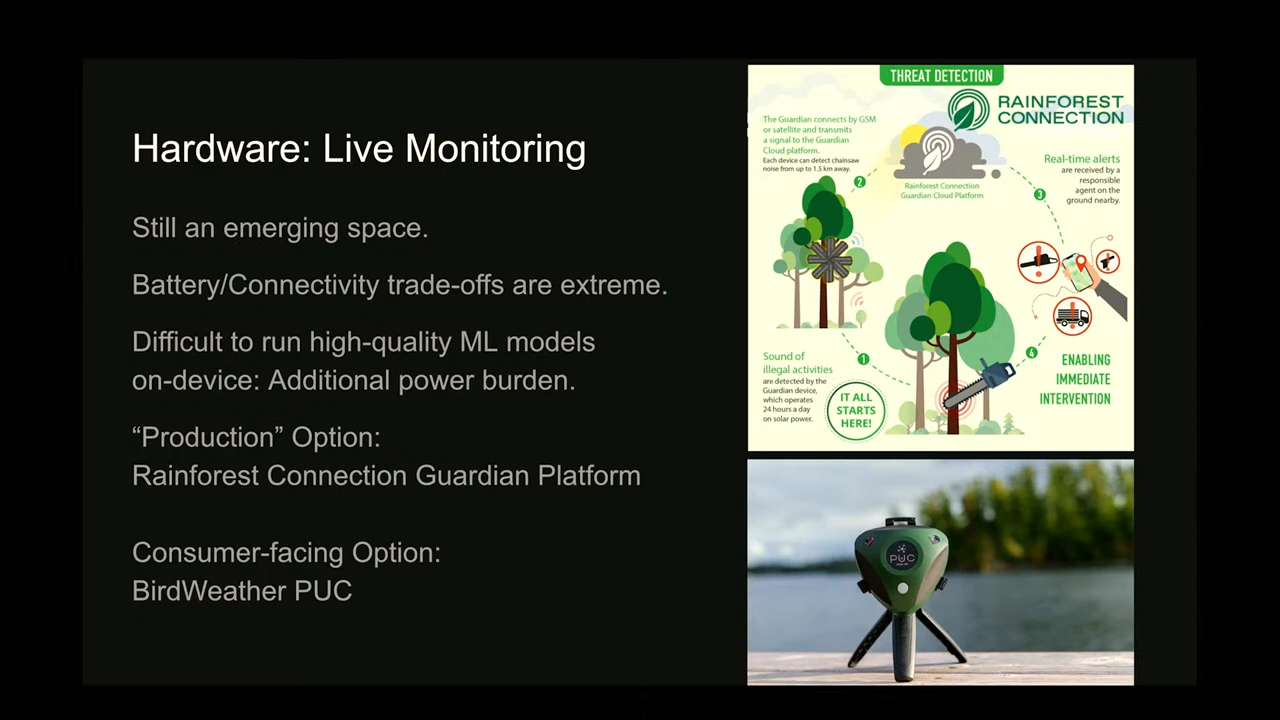 Hardware: Live Monitoring
Still an emerging space.
Battery/Connectivity trade-offs are extreme.
Difficult to run high-quality ML models
on-device: Additional power burden.
“Production” Option:
Rainforest Connection Guardian Platform
Consumer-facing Option:
BirdWeather PUC
THREAT DETECTION
RAINFOREST
CONNECTION
The Guardian connects by GSM
or satellite and transmits
a signal to the Guardian
Cloud platform.
Each device can detect chainsaw
noise from up to 1.5 km away.
2
Rainforest Connection
Guardian Cloud Platform
Real-time alerts
are received by a
responsible
agent on the
ground nearby.
3
1
Sound of
illegal activities
are detected by the
Guardian device,
which operates
24 hours a day
on solar power.
IT ALL
STARTS
HERE!
4
ENABLING
IMMEDIATE
INTERVENTION
PUC